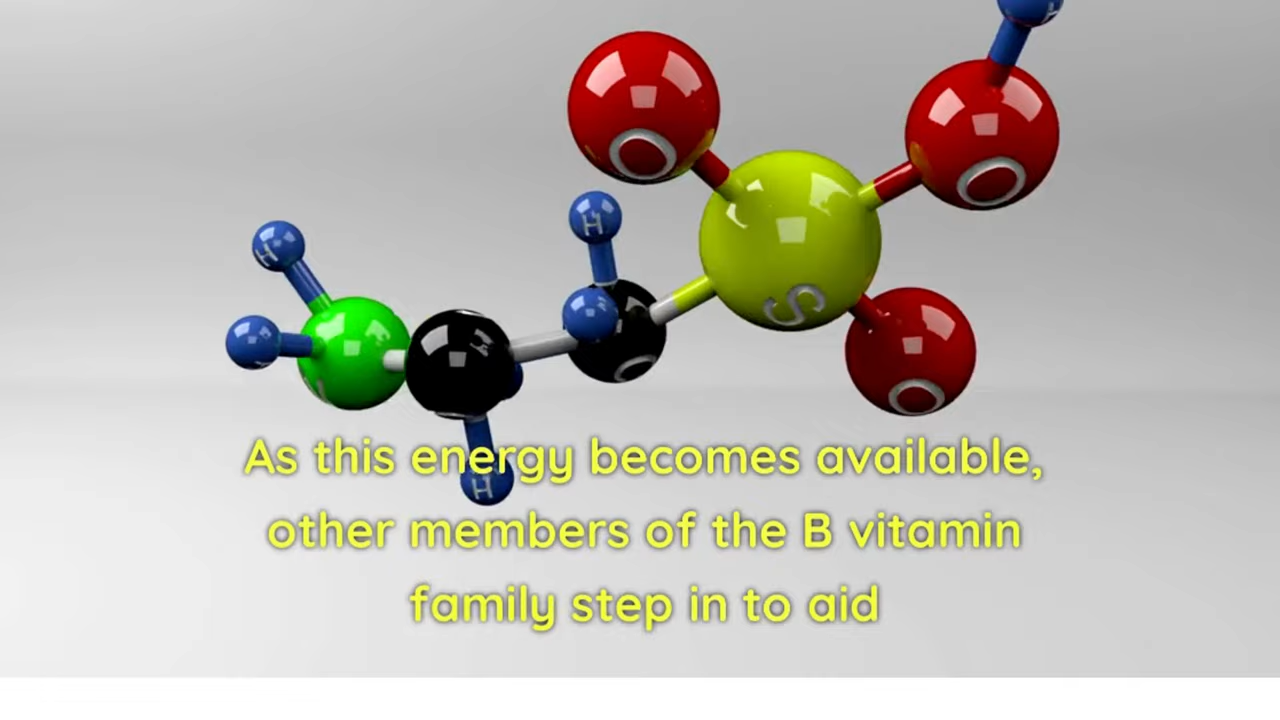 H
O
O
H
H
S
O
H
As this energy becomes available,
other members of the B vitamin
family step in to aid